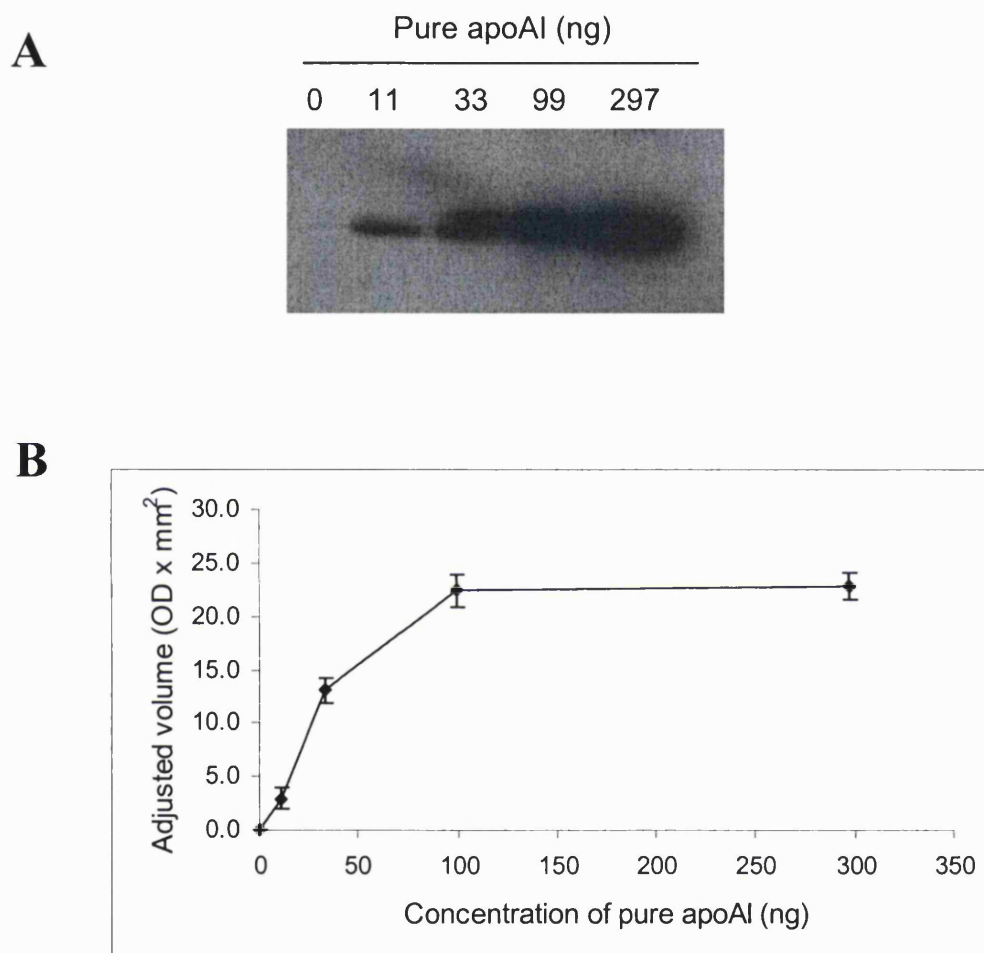 A
Pure apoAI (ng)
0 11 33 99 297
B
Adjusted volume (OD x mm²)
30.0
25.0
20.0
15.0
10.0
5.0
0.0
0 50 100 150 200 250 300 350
Concentration of pure apoAI (ng)